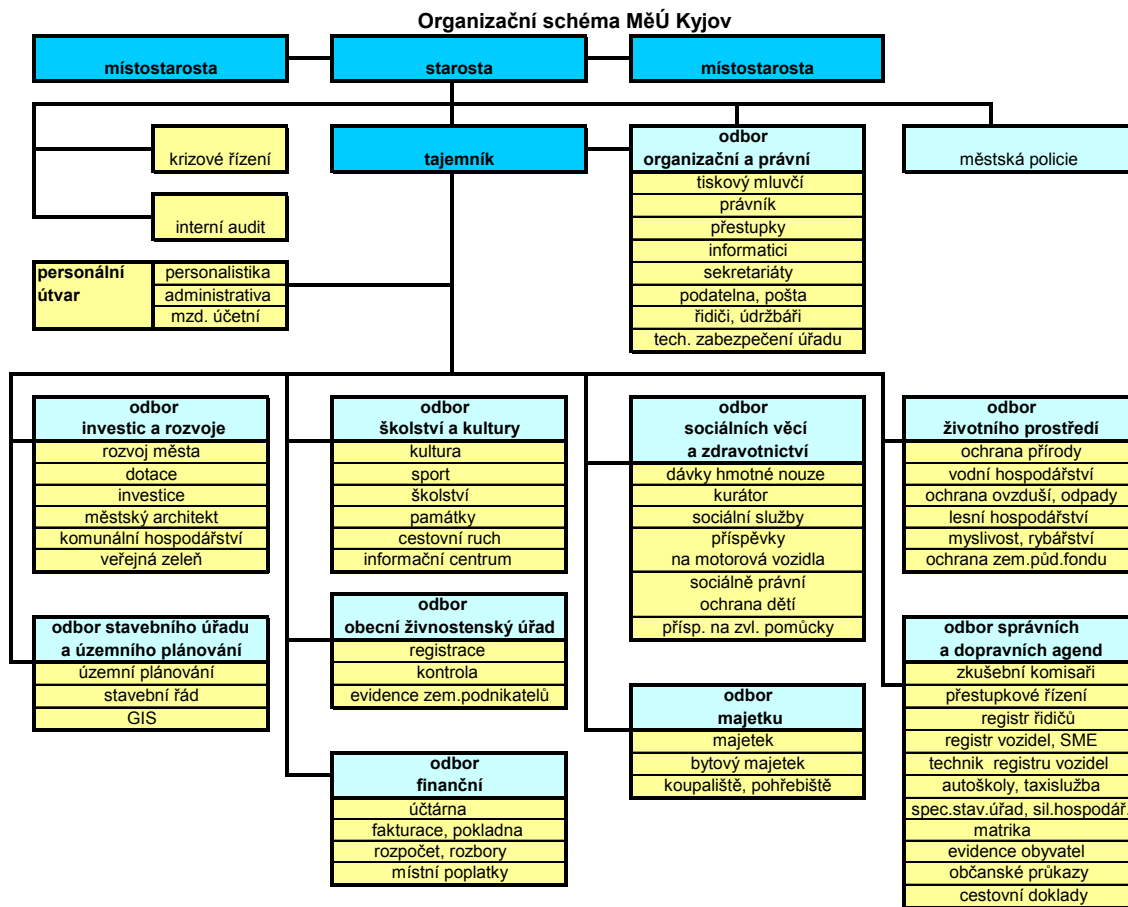 Organizační schéma MěÚ Kyjov
místostarosta
starosta
místostarosta
krizové řízení
tajemník
odbor
organizační a právní
městská policie
tiskový mluvčí
právník
přestupky
informatici
sekretariáty
podatelna, pošta
řidiči, údržbáři
tech. zabezpečení úřadu
interní audit
personální
útvar
personalistika
administrativa
mzd. účetní
odbor
investic a rozvoje
rozvoj města
dotace
investice
městský architekt
komunální hospodářství
veřejná zeleň
odbor
školství a kultury
kultura
sport
školství
památky
cestovní ruch
informační centrum
odbor
sociálních věcí
a zdravotnictví
dávky hmotné nouze
kurátor
sociální služby
příspěvky
na motorová vozidla
sociálně právní
ochrana dětí
přísp. na zvl. pomůcky
odbor
životního prostředí
ochrana přírody
vodní hospodářství
ochrana ovzduší, odpady
lesní hospodářství
myslivost, rybářství
ochrana zem.půd.fondu
odbor stavebního úřadu
a územního plánování
územní plánování
stavební řád
GIS
odbor
obecní živnostenský úřad
registrace
kontrola
evidence zem.podnikatelů
odbor
majetku
majetek
bytový majetek
koupaliště, pohřebiště
odbor správních
a dopravních agend
zkušební komisaři
přestupkové řízení
registr řidičů
registr vozidel, SME
technik registru vozidel
autoškoly, taxislužba
spec.stav.úřad, sil.hospodář.
matrika
evidence obyvatel
občanské průkazy
cestovní doklady
odbor
finanční
účtárna
fakturace, pokladna
rozpočet, rozbory
místní poplatky